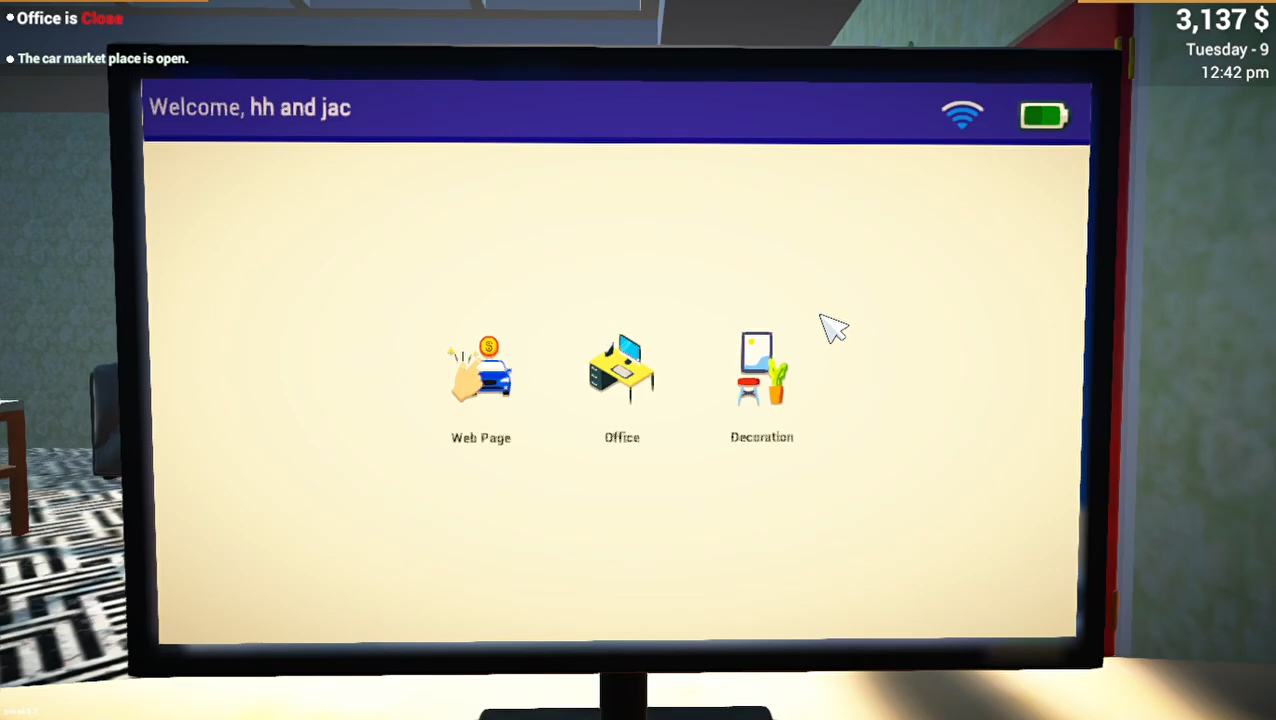 Office is Close
The car market place is open.
3,137 $
Tuesday - 9
12:42 pm
Welcome, hh and jac
Web Page
Office
Decoration